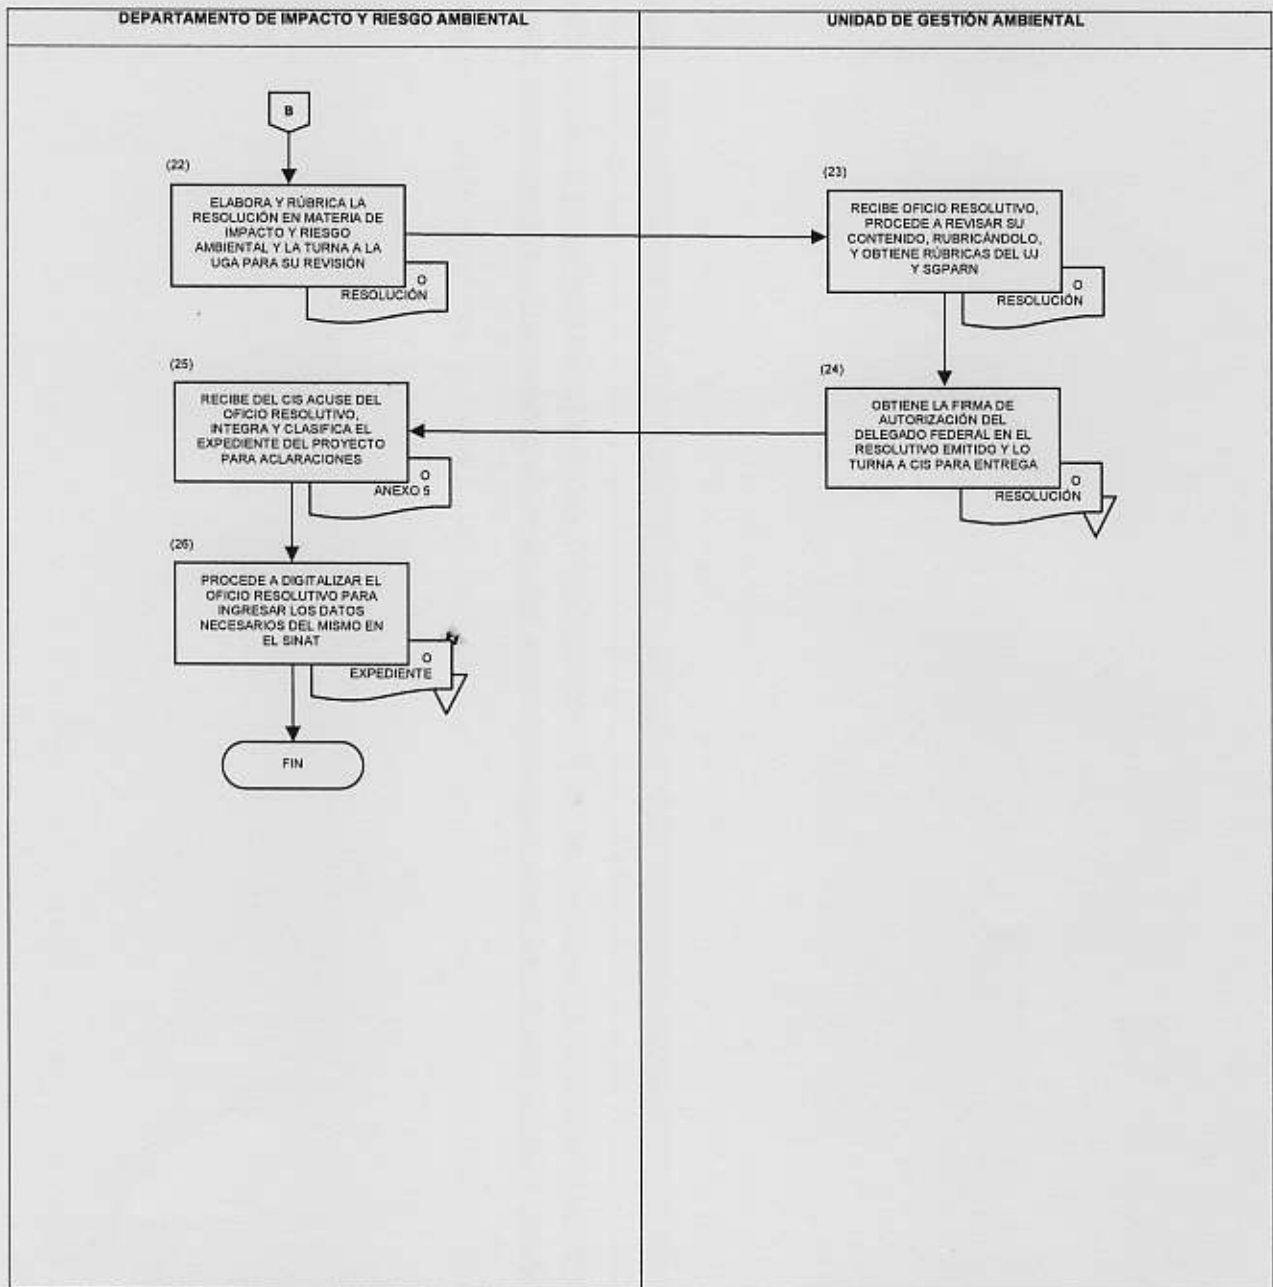 DEPARTAMENTO DE IMPACTO Y RIESGO AMBIENTAL
UNIDAD DE GESTIÓN AMBIENTAL
B
(22)
ELABORA Y RÚBRICA LA
RESOLUCIÓN EN MATERIA DE
IMPACTO Y RIESGO
AMBIENTAL Y LA TURNA A LA
UGA PARA SU REVISIÓN
O
RESOLUCIÓN
(23)
RECIBE OFICIO RESOLUTIVO,
PROCEDE A REVISAR SU
CONTENIDO, RUBRICÁNDOLO,
Y OBTIENE RÚBRICAS DEL UJ
Y SGPARN
O
RESOLUCIÓN
(24)
OBTIENE LA FIRMA DE
AUTORIZACIÓN DEL
DELEGADO FEDERAL EN EL
RESOLUTIVO EMITIDO Y LO
TURNA A CIS PARA ENTREGA
O
RESOLUCIÓN
(25)
RECIBE DEL CIS ACUSE DEL
OFICIO RESOLUTIVO,
INTEGRA Y CLASIFICA EL
EXPEDIENTE DEL PROYECTO
PARA ACLARACIONES
O
ANEXO 5
(26)
PROCEDE A DIGITALIZAR EL
OFICIO RESOLUTIVO PARA
INGRESAR LOS DATOS
NECESARIOS DEL MISMO EN
EL SINAT
O
EXPEDIENTE
FIN